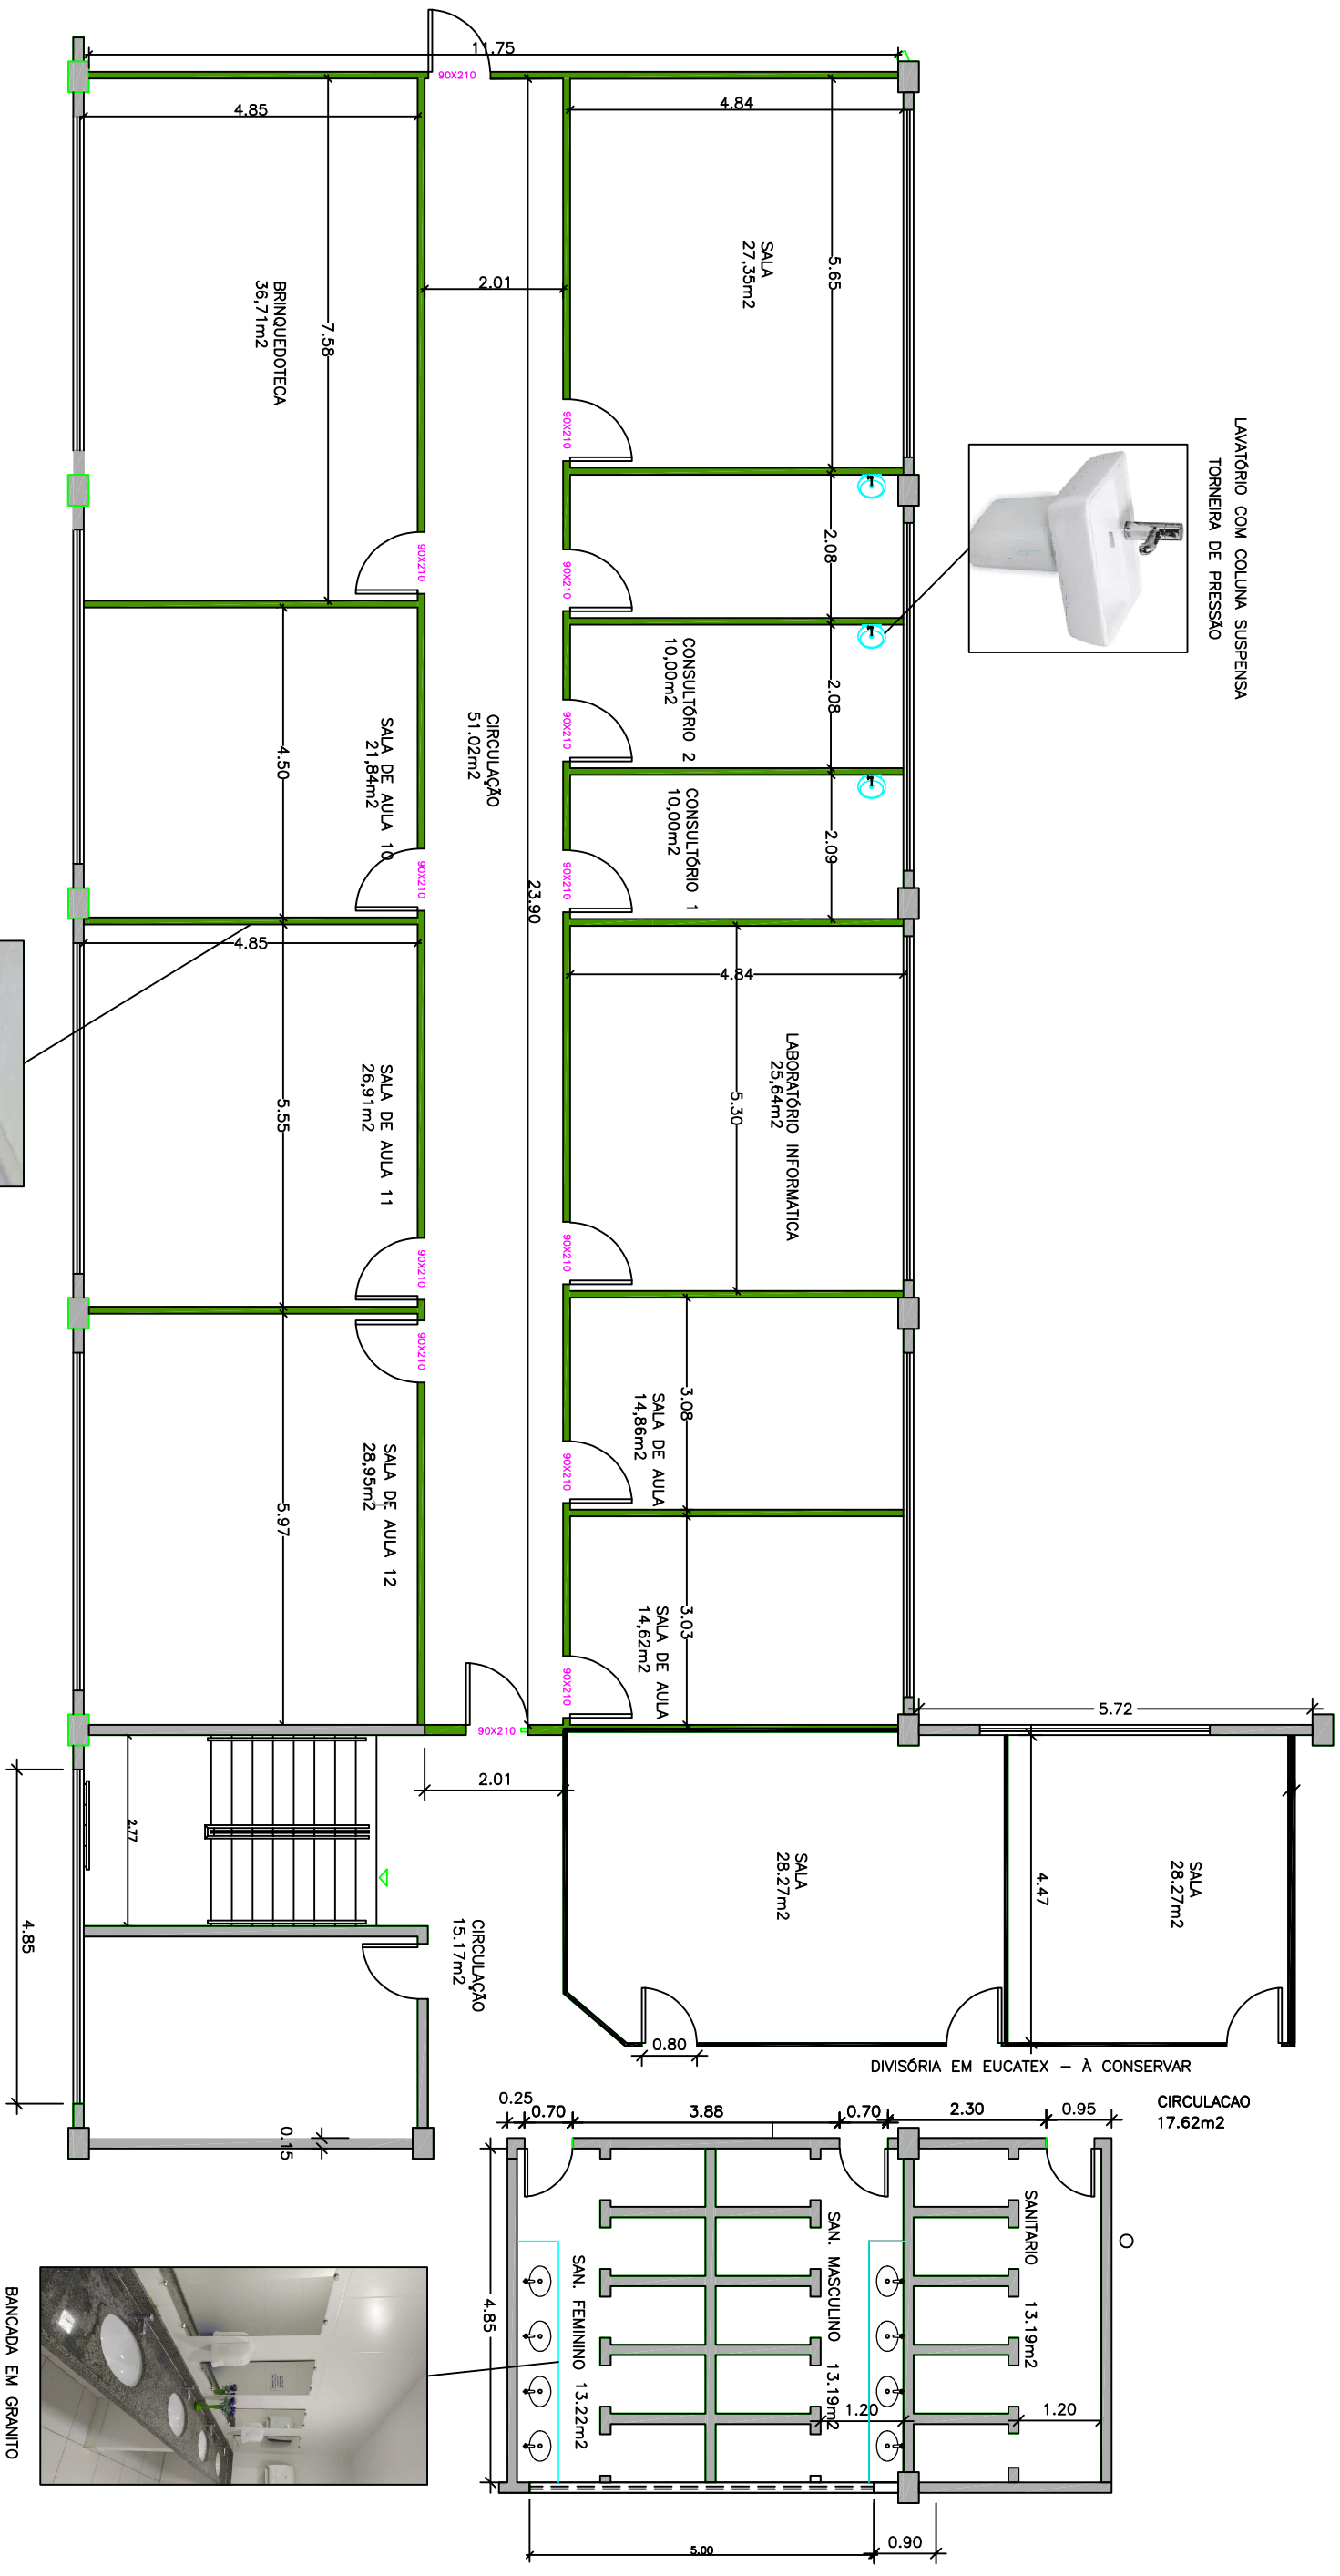 LAVATÓRIO COM COLUNA SUSPENSA
TORNEIRA DE PRESSÃO
11.75
90X210
4.85
4.84
7.58
5.65
2.01
SALA
27,35m2
BRINQUEDOTECA
36,71m2
90X210
90X210
90X210
2.08
2.08
2.09
CONSULTÓRIO 2
10,00m2
90X210
CONSULTÓRIO 1
10,00m2
90X210
CIRCULAÇÃO
51.02m2
23.90
SALA DE AULA 10
21,84m2
4.50
90X210
4.85
4.84
LABORATÓRIO INFORMATICA
25,64m2
5.30
90X210
SALA DE AULA 11
26,91m2
5.55
90X210
90X210
SALA DE AULA
14,86m2
3.08
90X210
SALA DE AULA 12
28,95m2
5.97
SALA DE AULA
14,62m2
3.03
90X210
90X210
5.72
2.01
2.77
4.85
SALA
28.27m2
SALA
28.27m2
4.47
CIRCULAÇÃO
15.17m2
0.80
DIVISÓRIA EM EUCATEX – À CONSERVAR
0.15
CIRCULACAO
17.62m2
0.25
0.70
3.88
0.70
2.30
0.95
SANITARIO 13.19m2
SAN. MASCULINO 13.19m2
SAN. FEMININO 13.22m2
4.85
1.20
1.20
5.00
0.90
BANCADA EM GRANITO